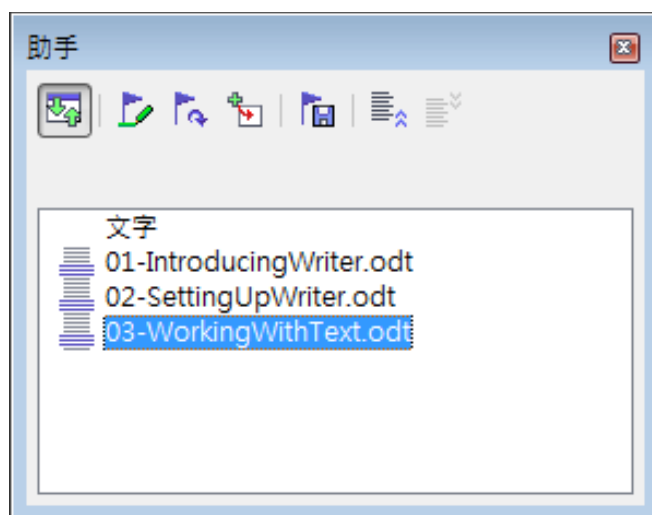 助手
文字
01-IntroducingWriter.odt
02-SettingUpWriter.odt
03-WorkingWithText.odt